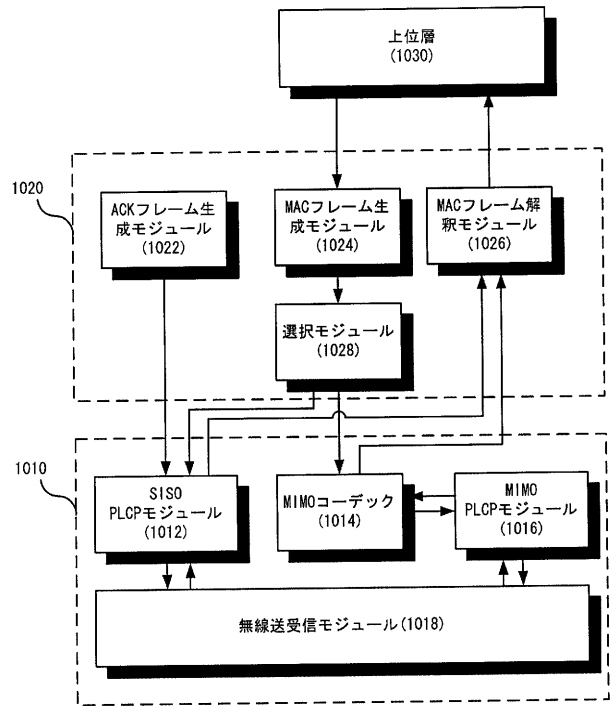 上位層
(1030)
1020
ACKフレーム生
成モジュール
(1022)
MACフレーム生
成モジュール
(1024)
MACフレーム解
釈モジュール
(1026)
選択モジュール
(1028)
1010
SISO
PLCPモジュール
(1012)
MIMOコーデック
(1014)
MIMO
PLCPモジュール
(1016)
無線送受信モジュール(1018)